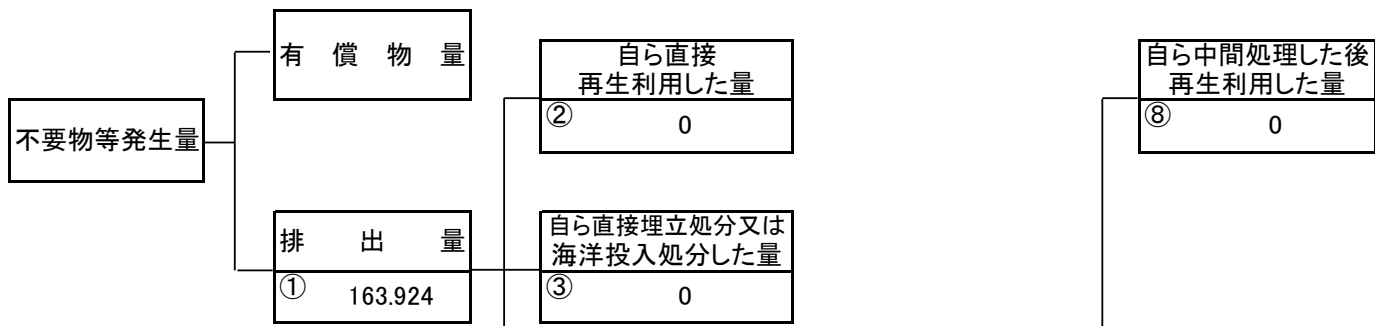 有償物量
自ら直接
再生利用した量
② 0
自ら中間処理した後
再生利用した量
⑧ 0
不要物等発生量
排出量
① 163.924
自ら直接埋立処分又は
海洋投入処分した量
③ 0